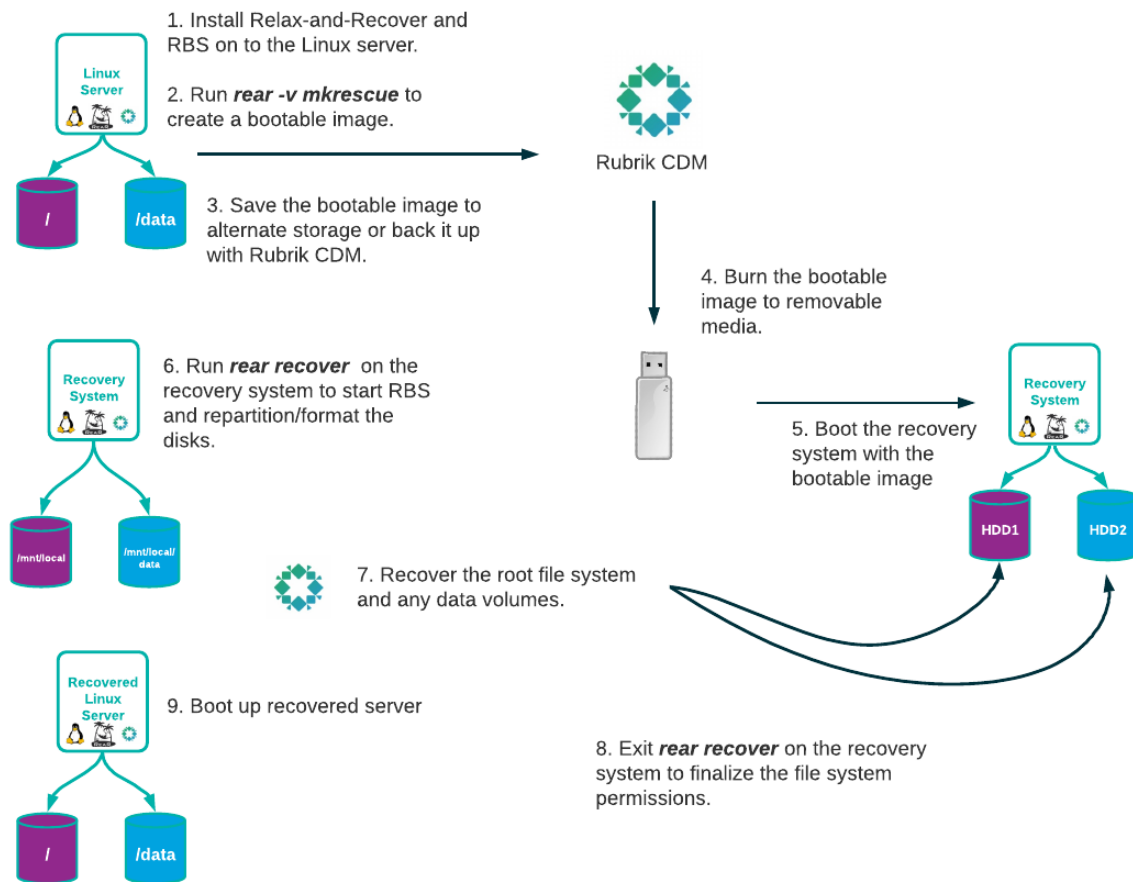 1. Install Relax-and-Recover and
RBS on to the Linux server.
Linux
Server
2. Run rear -v mkrescue to
create a bootable image.
Rubrik CDM
/
/data
3. Save the bootable image to
alternate storage or back it up
with Rubrik CDM.
4. Burn the bootable
image to removable
media.
Recovery
System
6. Run rear recover on the
recovery system to start RBS
and repartition/format the
disks.
Recovery
System
5. Boot the recovery
system with the
bootable image
HDD1
HDD2
/mnt/local
/mnt/local/
data
7. Recover the root file system
and any data volumes.
Recovered
Linux
Server
9. Boot up recovered server
8. Exit rear recover on the recovery
system to finalize the file system
permissions.
/
/data